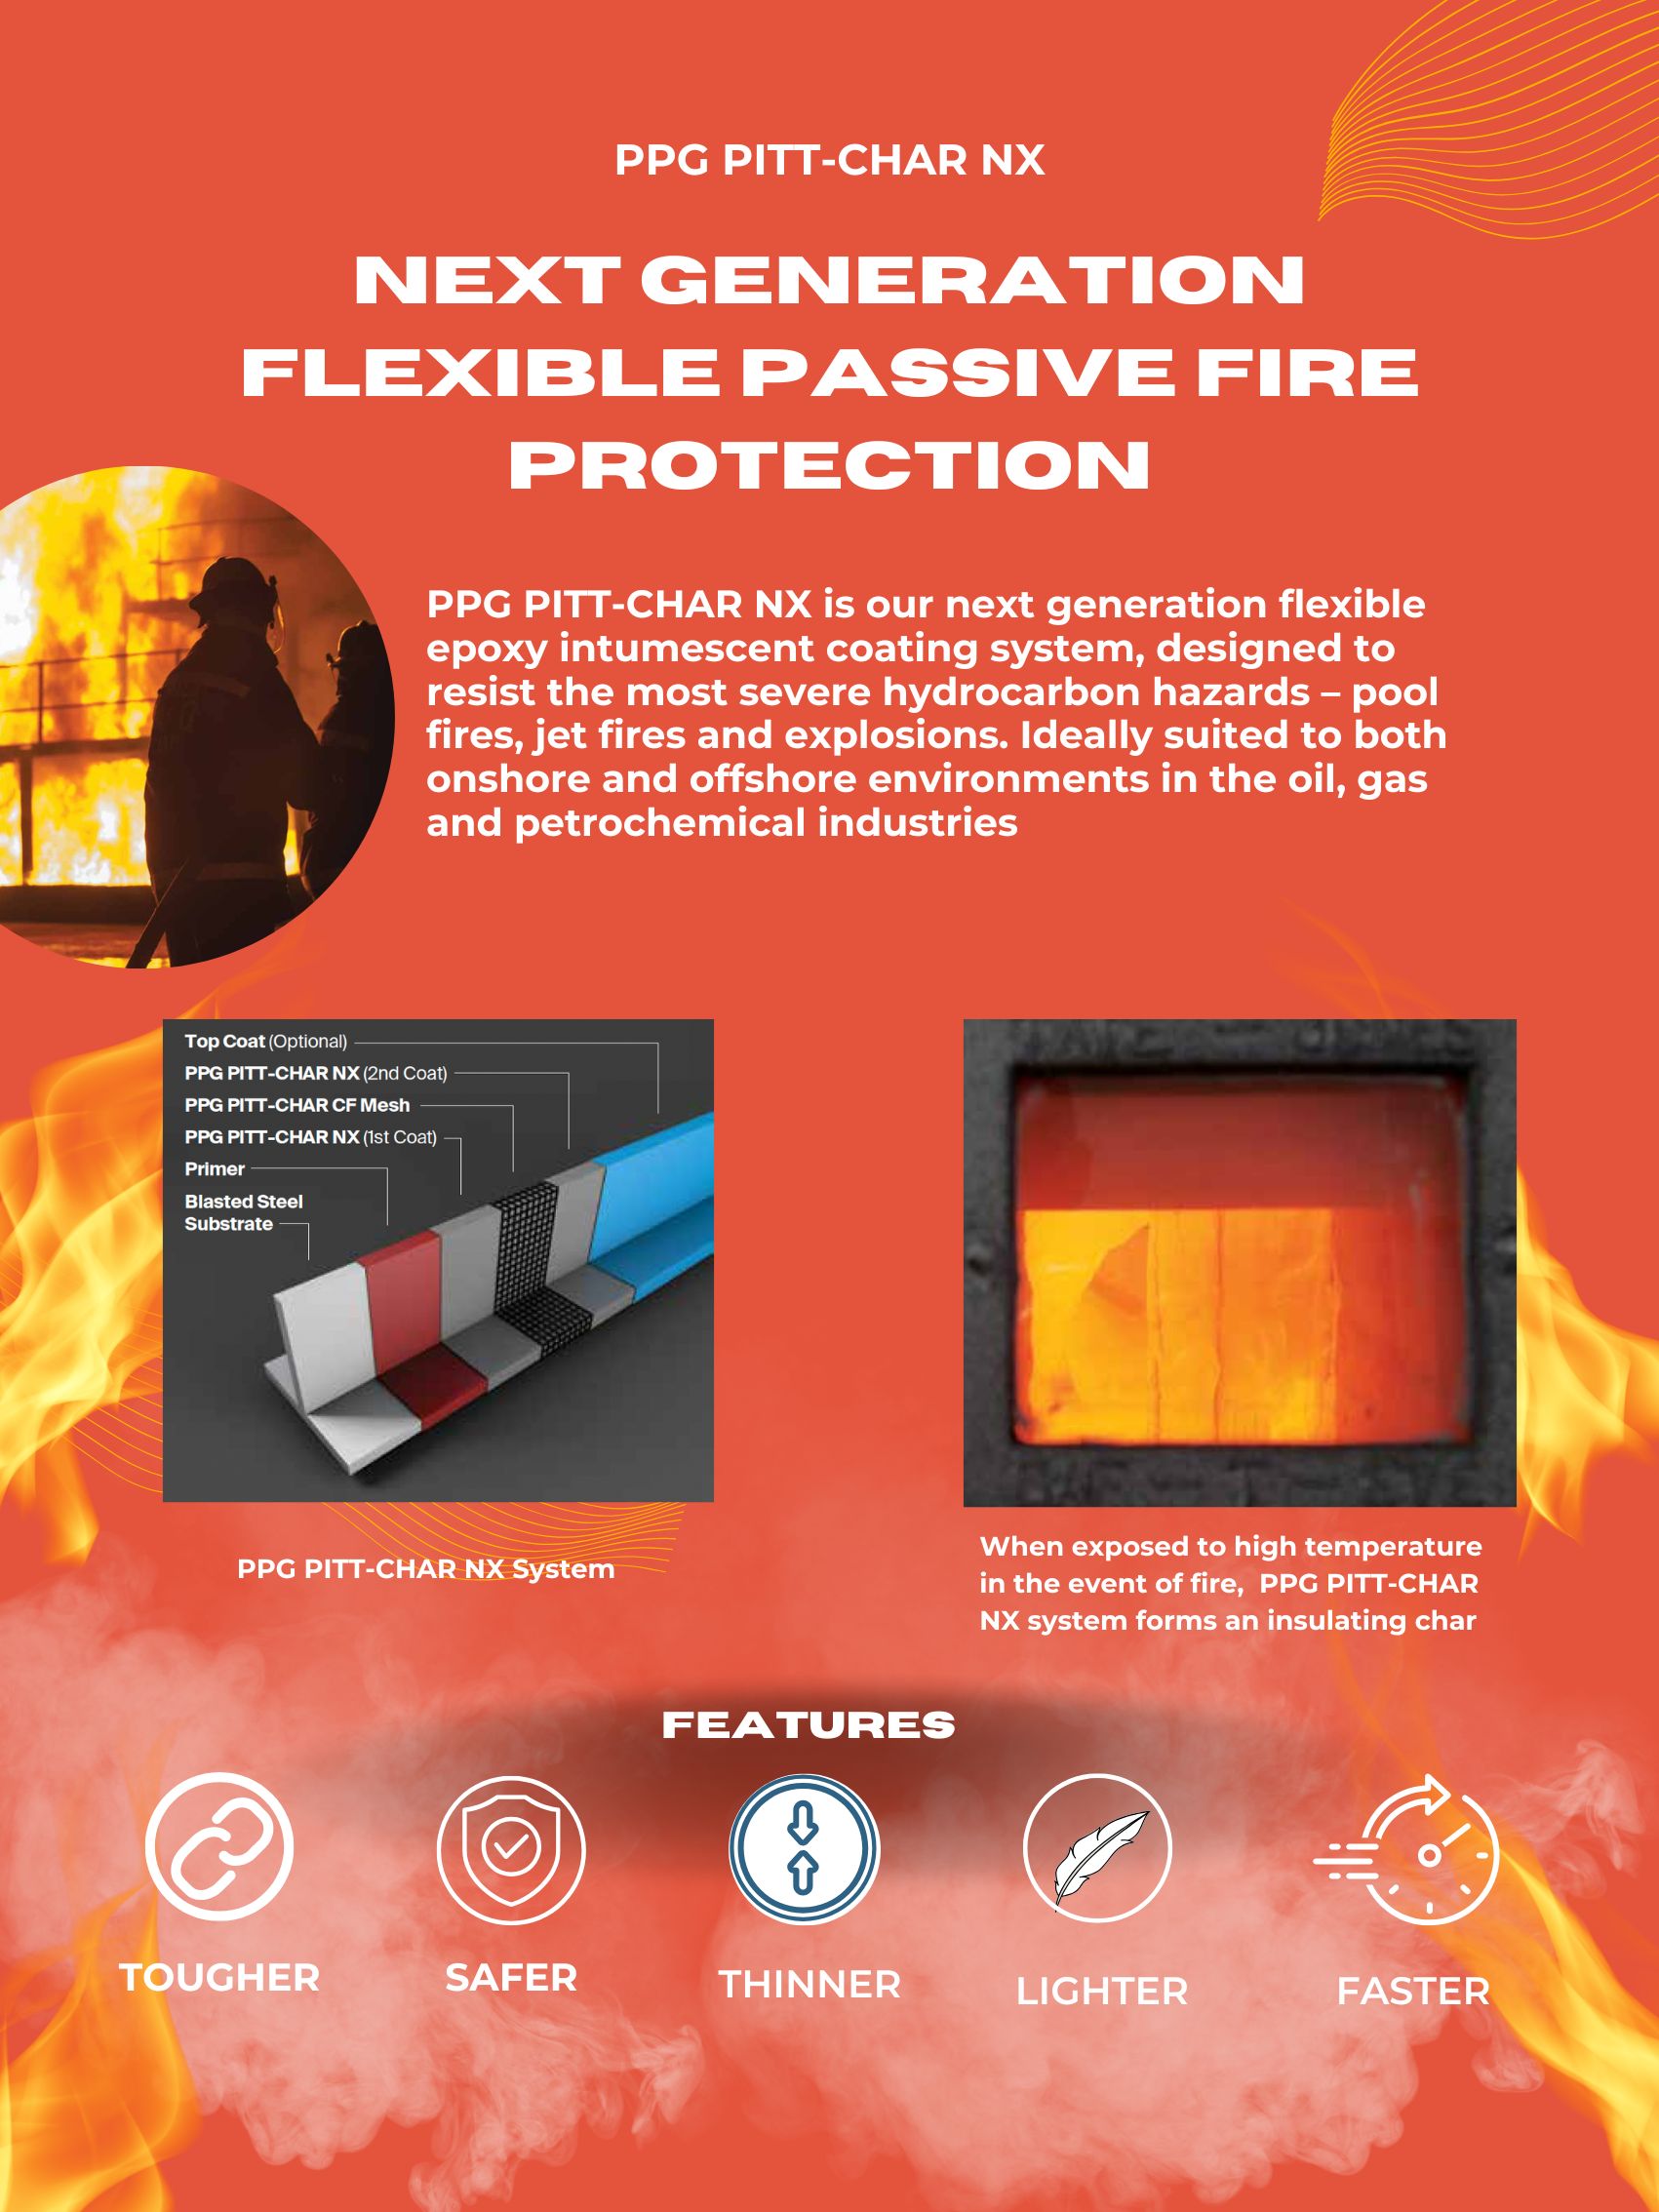 PPG PITT-CHAR NX
NEXT GENERATION
FLEXIBLE PASSIVE FIRE
PROTECTION
PPG PITT-CHAR NX is our next generation flexible
epoxy intumescent coating system, designed to
resist the most severe hydrocarbon hazards – pool
fires, jet fires and explosions. Ideally suited to both
onshore and offshore environments in the oil, gas
and petrochemical industries
Top Coat (Optional)
PPG PITT-CHAR NX (2nd Coat)
PPG PITT-CHAR CF Mesh
PPG PITT-CHAR NX (1st Coat)
Primer
Blasted Steel
Substrate
PPG PITT-CHAR NX System
When exposed to high temperature
in the event of fire, PPG PITT-CHAR
NX system forms an insulating char
FEATURES
TOUGHER
SAFER
THINNER
LIGHTER
FASTER